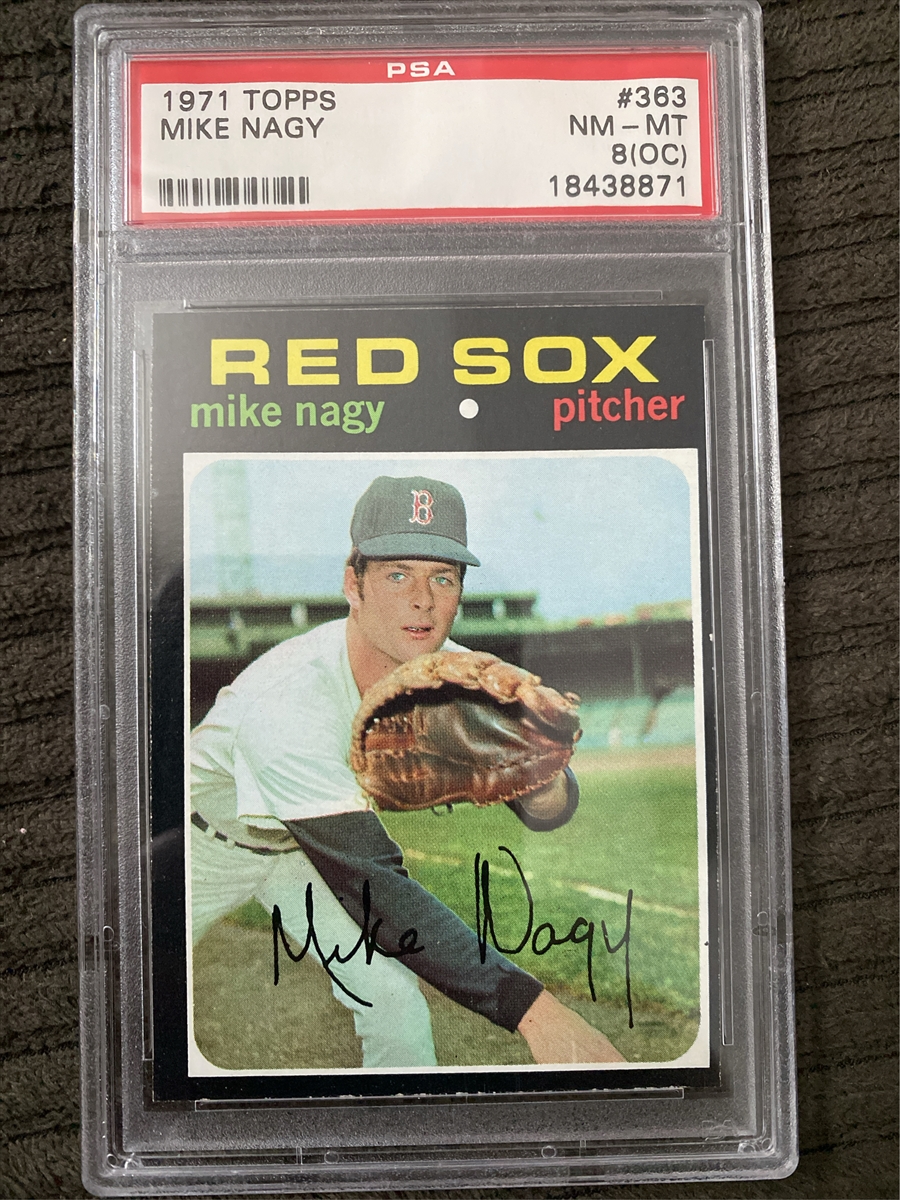 PSA
1971 TOPPS #363
MIKE NAGY NM-MT
8(OC)
18438871
RED SOX
mike nagy pitcher
B
Mike Nagy